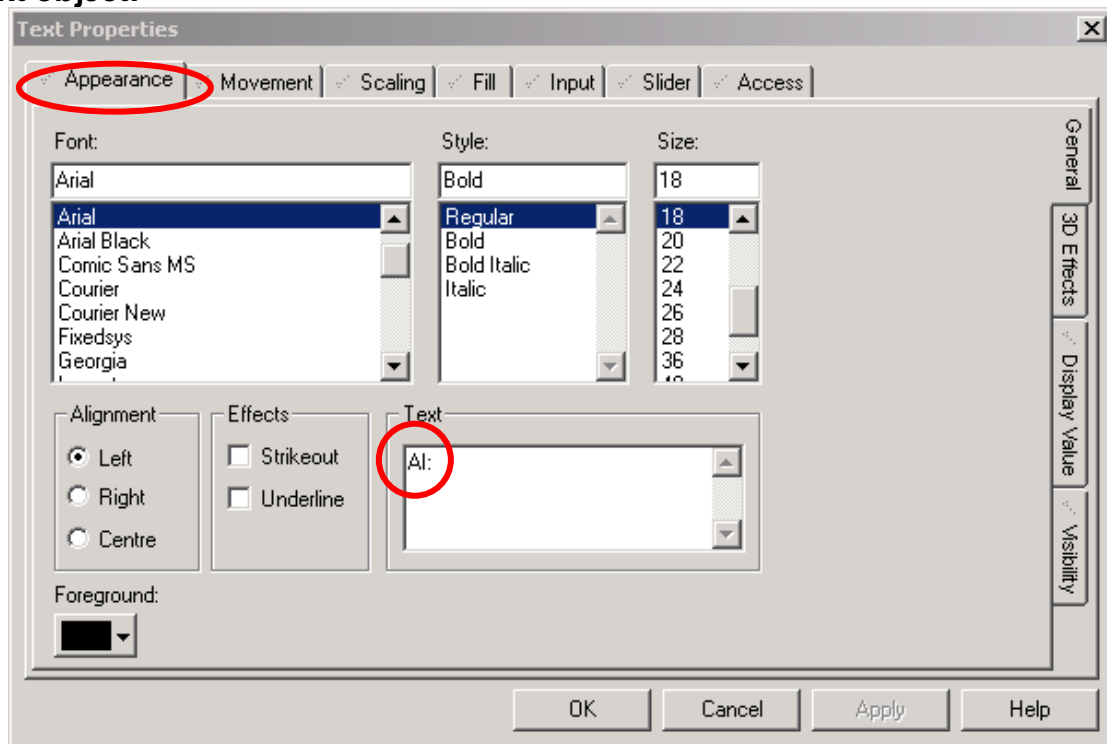 nt object.
Text Properties
Appearance Movement Scaling Fill Input Slider Access
Font: Style: Size:
Arial Bold 18
Arial Regular 18
Arial Black Bold 20
Comic Sans MS Bold Italic 22
Courier Italic 24
Courier New 26
Fixedsys 28
Georgia 36
Alignment Effects Text
Left Strikeout AI:
Right Underline
Centre
Foreground:
General
3D Effects
Display Value
Visibility
OK Cancel Apply Help